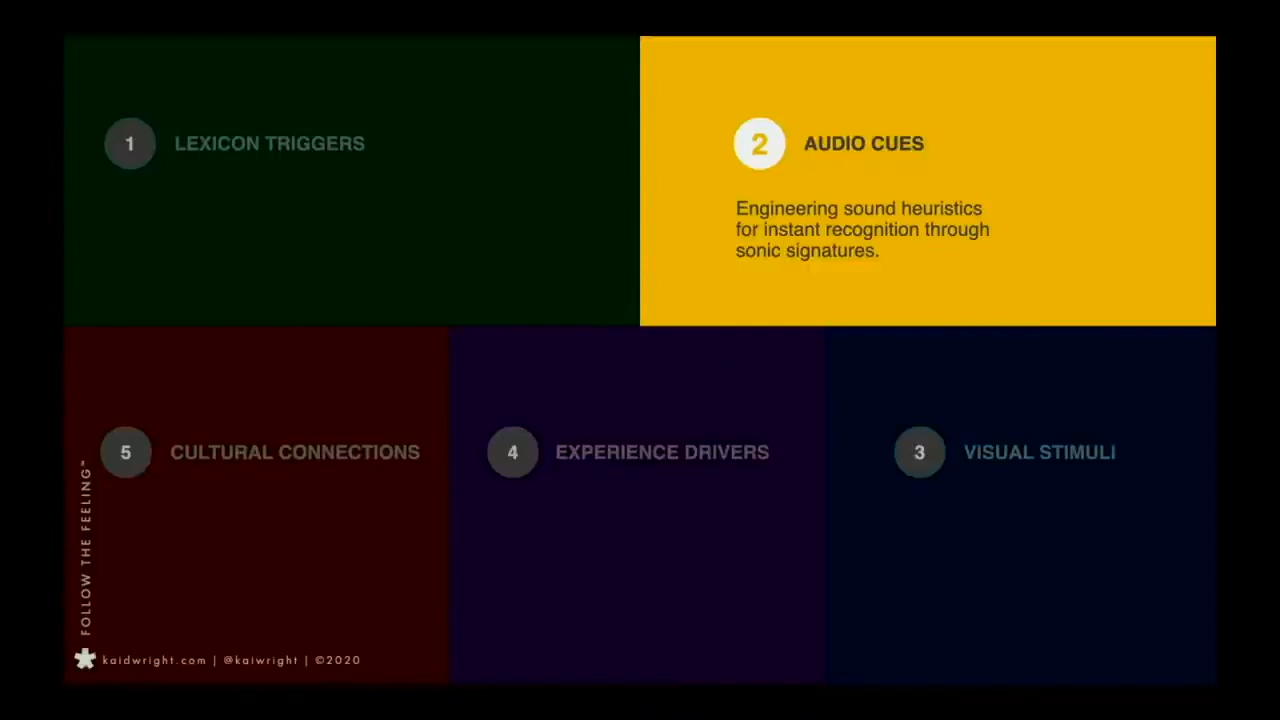 1 LEXICON TRIGGERS
2 AUDIO CUES
Engineering sound heuristics
for instant recognition through
sonic signatures.
5 CULTURAL CONNECTIONS
4 EXPERIENCE DRIVERS
3 VISUAL STIMULI
FOLLOW THE FEELING™
kaidwright.com | @kaiwright | ©2020